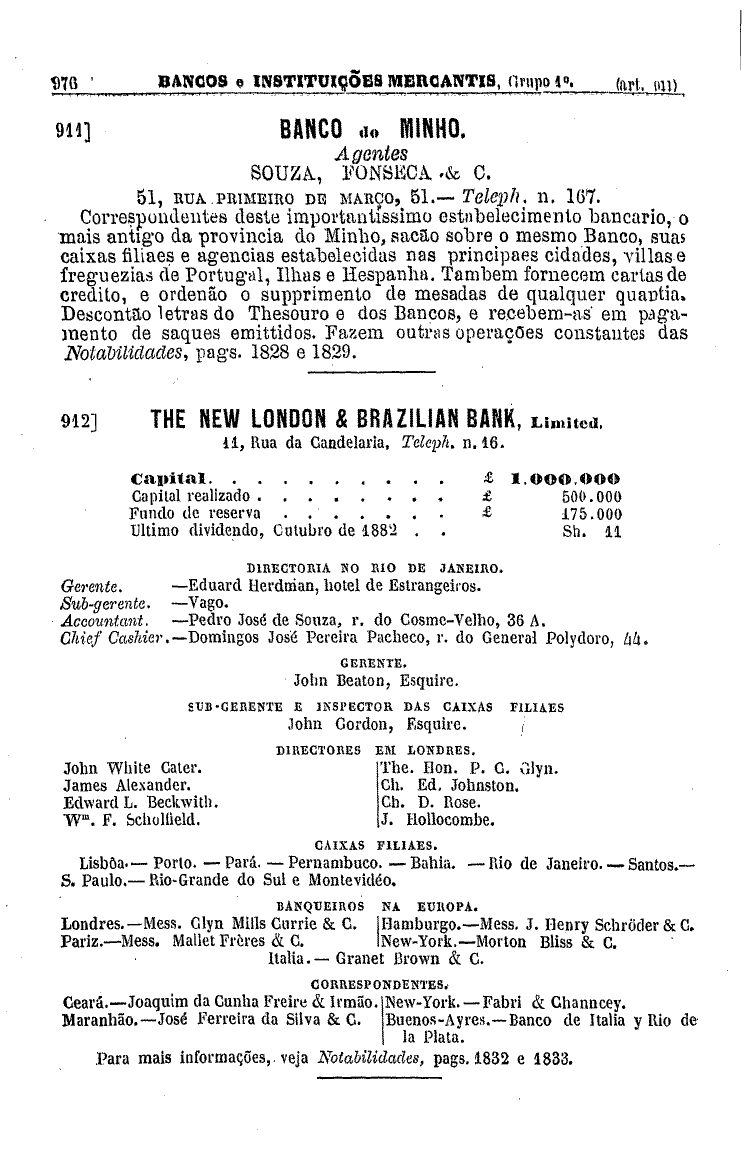 976 BANCOS e INSTITUIÇÕES MERCANTIS, Grupo 1º. (art. 911)
911] BANCO do MINHO.
Agentes
SOUZA, FONSECA & C.
51, RUA PRIMEIRO DE MARÇO, 51.— Teleph. n. 167.
Correspondentes deste importantissimo estabelecimento bancario, o
mais antigo da provincia do Minho, sacão sobre o mesmo Banco, suas
caixas filiaes e agencias estabelecidas nas principaes cidades, villas e
freguezias de Portugal, Ilhas e Hespanha. Tambem fornecem cartas de
credito, e ordenão o supprimento de mesadas de qualquer quantia.
Descontão letras do Thesouro e dos Bancos, e recebem-as em paga-
mento de saques emittidos. Fazem outras operações constantes das
Notabilidades, pags. 1828 e 1829.
912] THE NEW LONDON & BRAZILIAN BANK, Limited.
11, Rua da Candelaria, Teleph. n. 16.
Capital. . . . . . . . . . £ 1.000.000
Capital realizado . . . . . . . . £ 500.000
Fundo de reserva . . . . . . . £ 175.000
Ultimo dividendo, Outubro de 1882 . . Sh. 11
DIRECTORIA NO RIO DE JANEIRO.
Gerente. —Eduard Herdman, hotel de Estrangeiros.
Sub-gerente. —Vago.
Accountant. —Pedro José de Souza, r. do Cosme-Velho, 36 A.
Chief Cashier.—Domingos José Pereira Pacheco, r. do General Polydoro, 44.
GERENTE.
John Beaton, Esquire.
SUB-GERENTE E INSPECTOR DAS CAIXAS FILIAES
John Gordon, Esquire.
DIRECTORES EM LONDRES.
John White Cater. The. Hon. P. C. Glyn.
James Alexander. Ch. Ed. Johnston.
Edward L. Beckwith. Ch. D. Rose.
Wm. F. Scholfield. J. Hollocombe.
CAIXAS FILIAES.
Lisbôa.— Porto. — Pará. — Pernambuco. — Bahia. — Rio de Janeiro. — Santos.—
S. Paulo.— Rio-Grande do Sul e Montevidéo.
BANQUEIROS NA EUROPA.
Londres.—Mess. Glyn Mills Currie & C. Hamburgo.—Mess. J. Henry Schröder & C.
Pariz.—Mess. Mallet Frères & C. New-York.—Morton Bliss & C.
Italia.— Granet Brown & C.
CORRESPONDENTES.
Ceará.—Joaquim da Cunha Freire & Irmão. New-York. — Fabri & Channcey.
Maranhão.—José Ferreira da Silva & C. Buenos-Ayres.—Banco de Italia y Rio de
la Plata.
Para mais informações, veja Notabilidades, pags. 1832 e 1833.